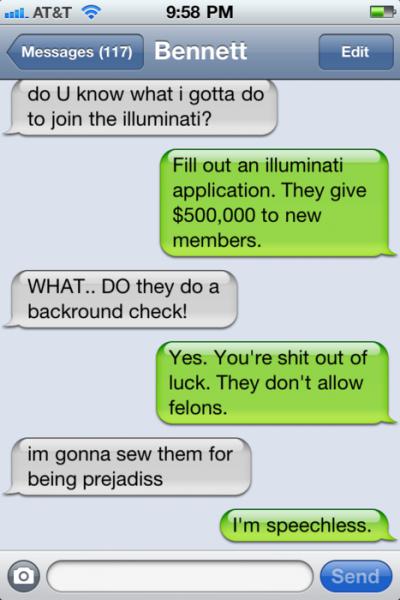 AT&T 9:58 PM
Messages (117) Bennett Edit
do U know what i gotta do
to join the illuminati?
Fill out an illuminati
application. They give
$500,000 to new
members.
WHAT.. DO they do a
backround check!
Yes. You're shit out of
luck. They don't allow
felons.
im gonna sew them for
being prejadiss
I'm speechless.
Send